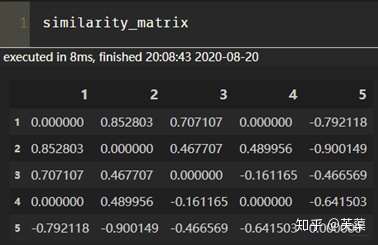 1 similarity_matrix
executed in 8ms, finished 20:08:43 2020-08-20
1 2 3 4 5
1 0.000000 0.852803 0.707107 0.000000 -0.792118
2 0.852803 0.000000 0.467707 0.489956 -0.900149
3 0.707107 0.467707 0.000000 -0.161165 -0.466569
4 0.000000 0.489956 -0.161165 0.000000 -0.641503
5 -0.792118 -0.900149 -0.466569 -0.641503
知乎 @芙蕖